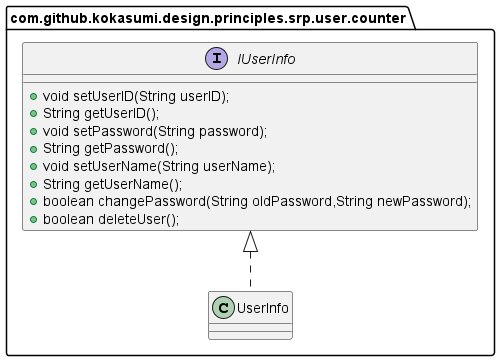 com.github.kokasumi.design.principles.srp.user.counter
I IUserInfo
void setUserID(String userID);
String getUserID();
void setPassword(String password);
String getPassword();
void setUserName(String userName);
String getUserName();
boolean changePassword(String oldPassword,String newPassword);
boolean deleteUser();
C UserInfo